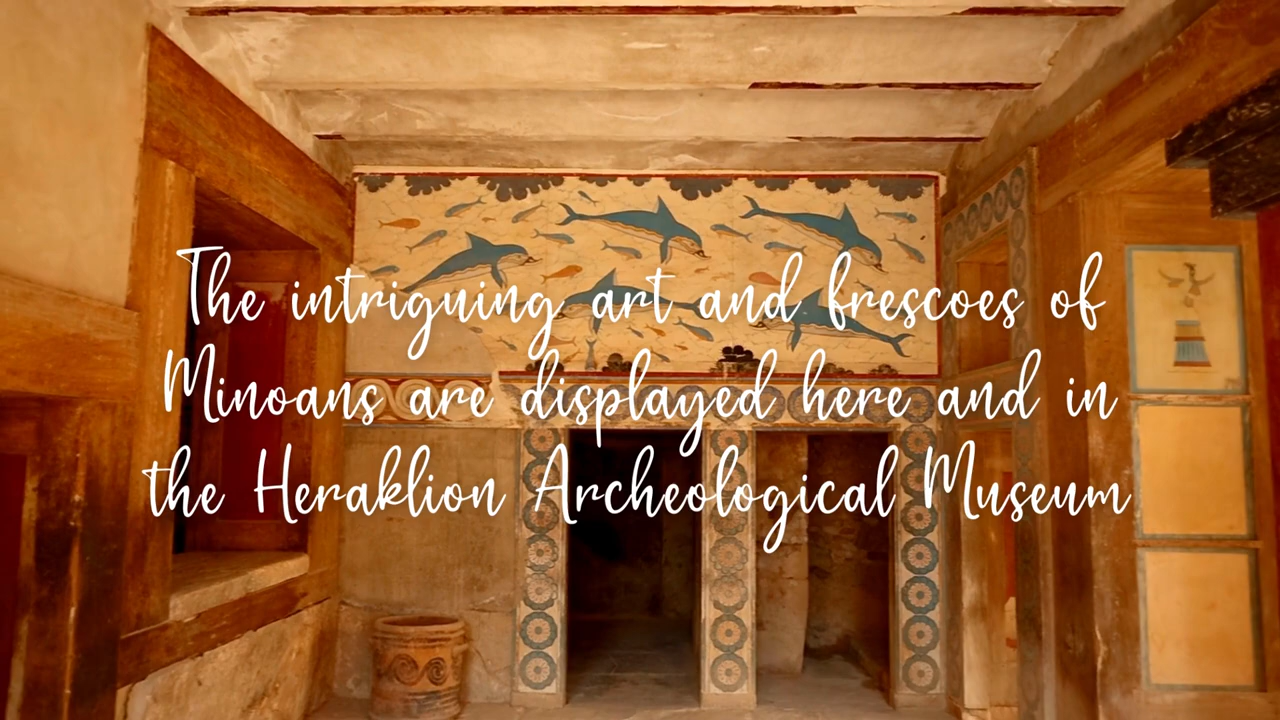 The intriguing art and frescoes of
Minoans are displayed here and in
the Heraklion Archeological Museum